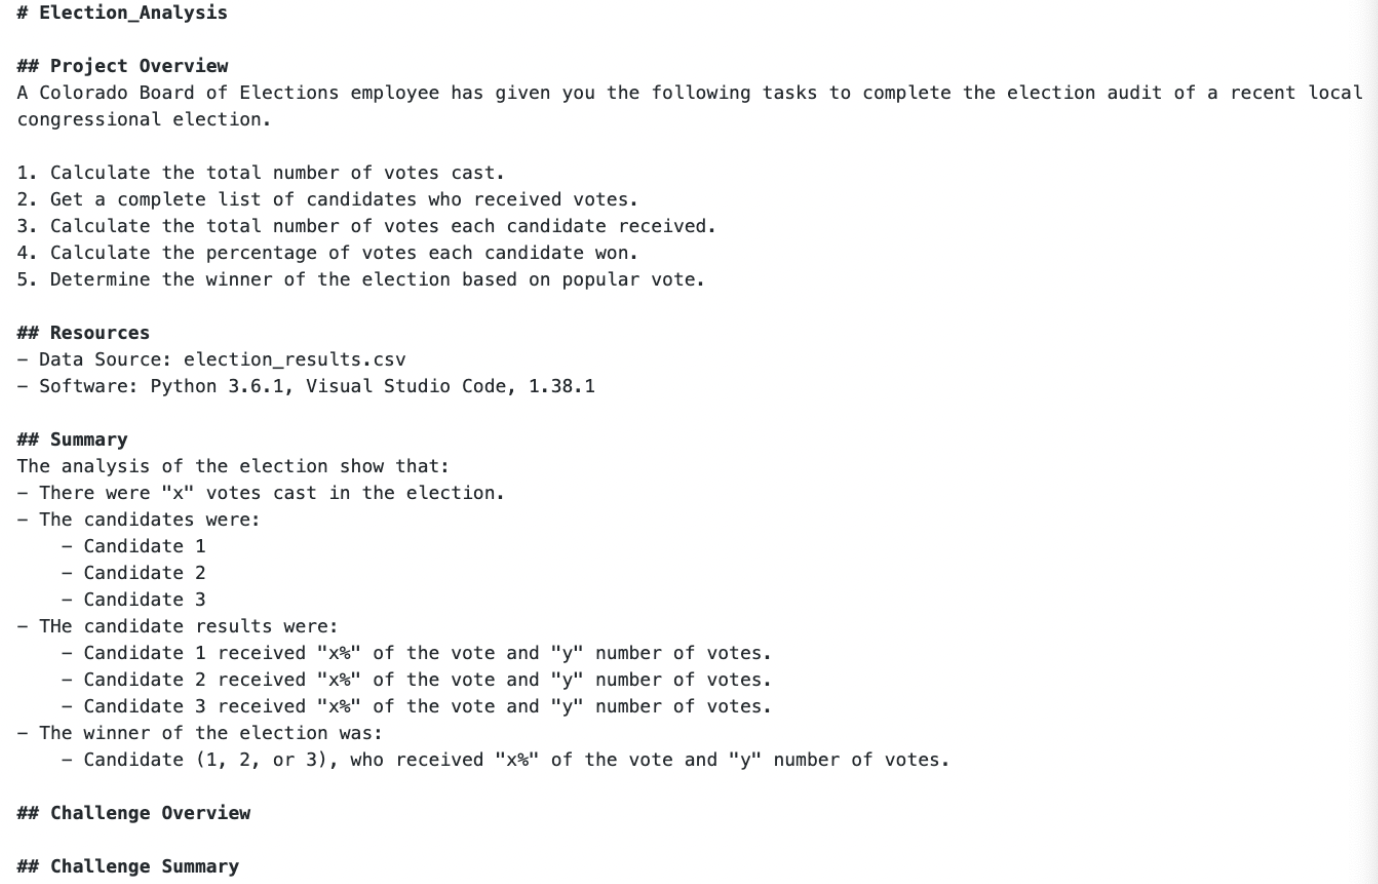 # Election_Analysis
## Project Overview
A Colorado Board of Elections employee has given you the following tasks to complete the election audit of a recent local
congressional election.
1. Calculate the total number of votes cast.
2. Get a complete list of candidates who received votes.
3. Calculate the total number of votes each candidate received.
4. Calculate the percentage of votes each candidate won.
5. Determine the winner of the election based on popular vote.
## Resources
- Data Source: election_results.csv
- Software: Python 3.6.1, Visual Studio Code, 1.38.1
## Summary
The analysis of the election show that:
- There were "x" votes cast in the election.
- The candidates were:
    - Candidate 1
    - Candidate 2
    - Candidate 3
- THe candidate results were:
    - Candidate 1 received "x%" of the vote and "y" number of votes.
    - Candidate 2 received "x%" of the vote and "y" number of votes.
    - Candidate 3 received "x%" of the vote and "y" number of votes.
- The winner of the election was:
    - Candidate (1, 2, or 3), who received "x%" of the vote and "y" number of votes.
## Challenge Overview
## Challenge Summary